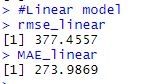 > #Linear model
> rmse_linear
[1] 377.4557
> MAE_linear
[1] 273.9869